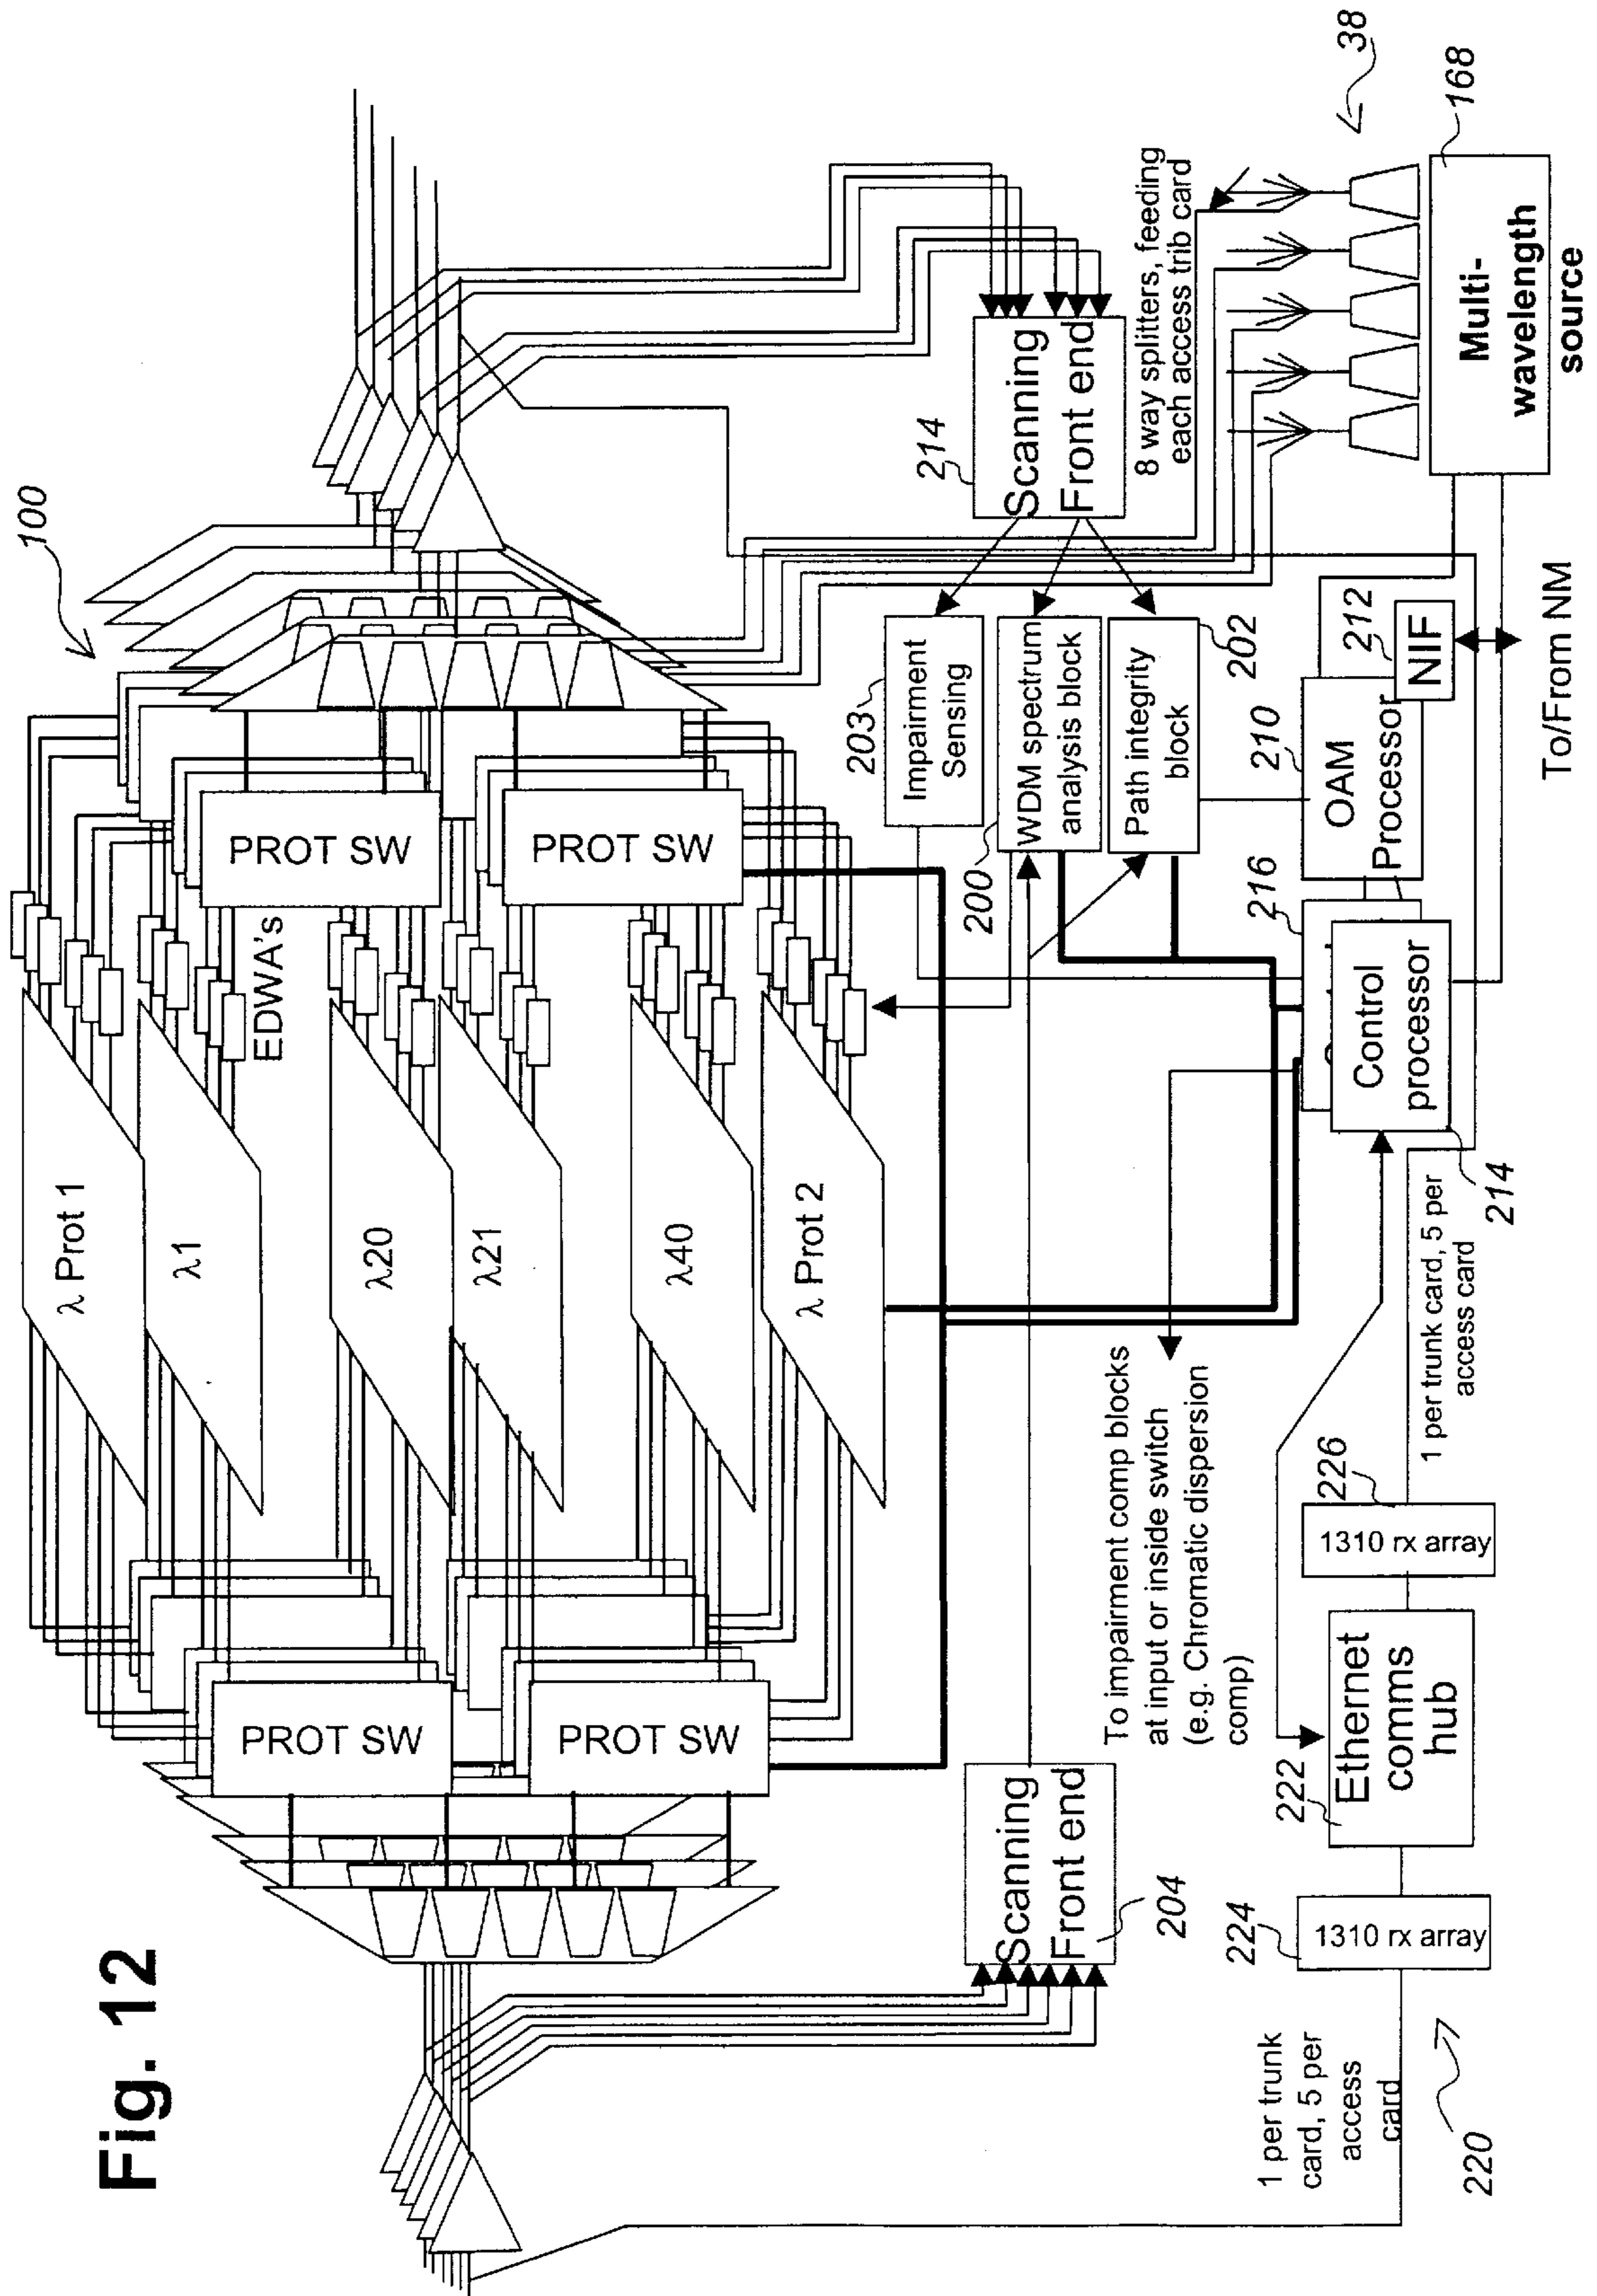 Fig. 12
100
λ Prot 1
λ1
λ20
λ21
λ40
λ Prot 2
EDWA's
PROT SW
PROT SW
PROT SW
PROT SW
Scanning
Front end
204
Scanning
Front end
214
Impairment
Sensing
203
WDM spectrum
analysis block
200
Path integrity
block
202
8 way splitters, feeding
each access trib card
38
Multi-
wavelength
source
168
To impairment comp blocks
at input or inside switch
(e.g. Chromatic dispersion
comp)
OAM
Processor
210
NIF
212
To/From NM
216
Control
processor
214
1 per trunk
card, 5 per
access
card
220
1310 rx array
224
Ethernet
comms
hub
222
1310 rx array
226
1 per trunk card, 5 per
access card